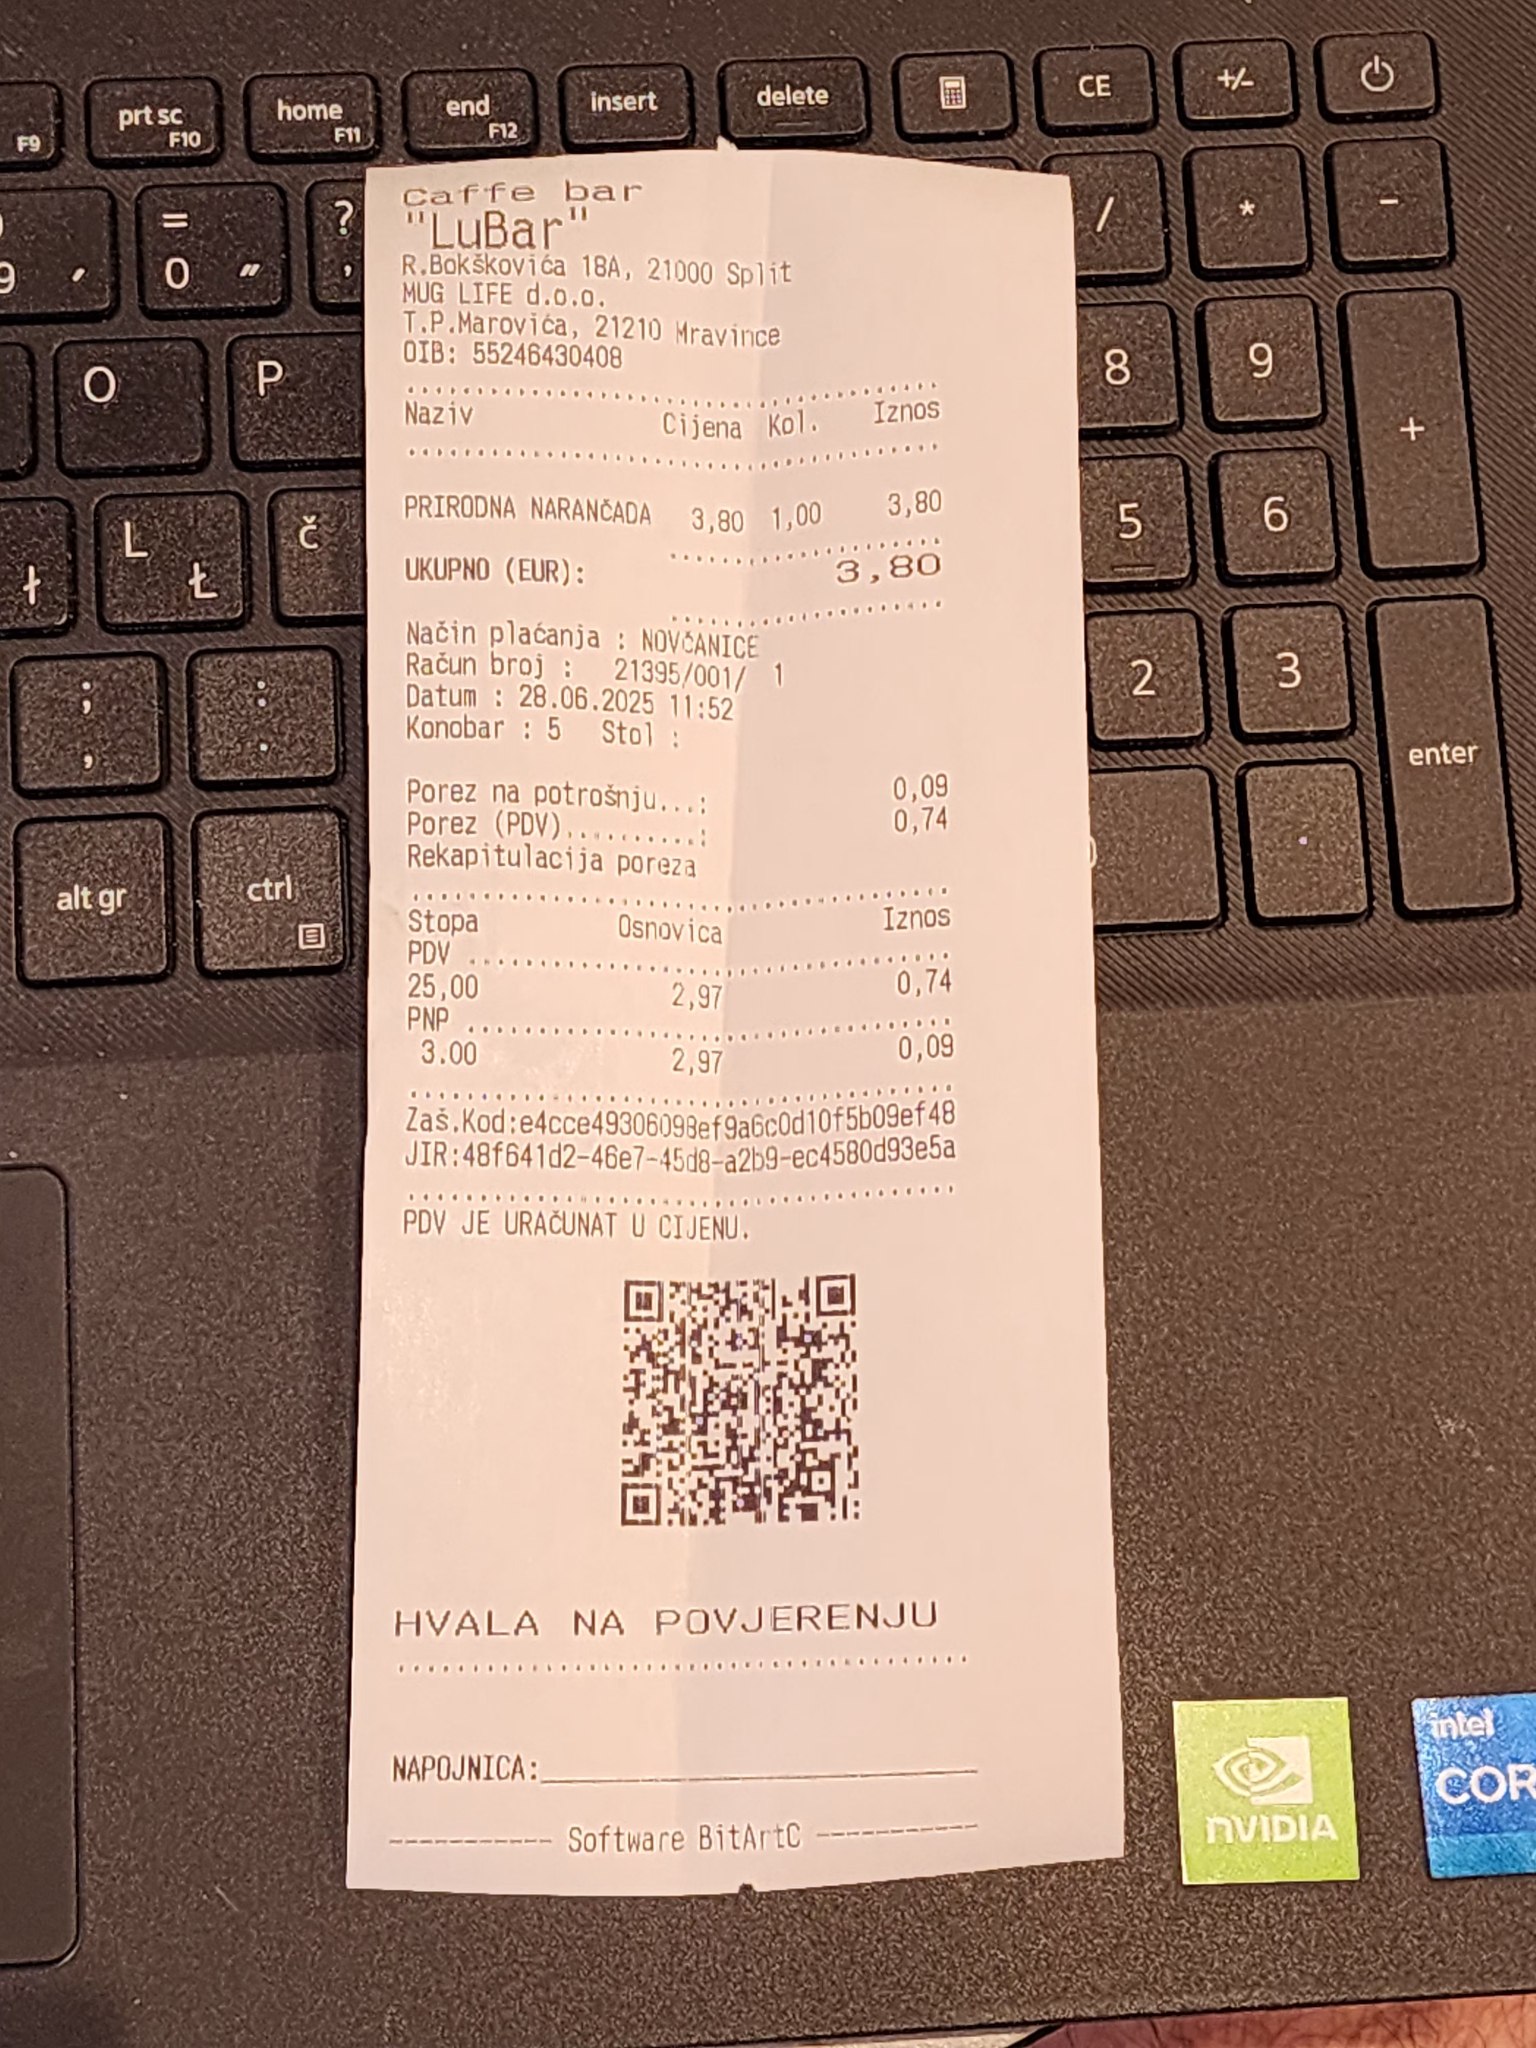 F9
prt sc
F10
home
F11
end
F12
insert
delete
CE
+/-
=
0
?
'
/
*
-
9
O
P
8
9
+
L
Ł
ł
č
5
6
;
,
:
.
2
3
enter
alt gr
ctrl
.
Caffe bar
"LuBar"
R.Bokškovića 18A, 21000 Split
MUG LIFE d.o.o.
T.P.Marovića, 21210 Mravince
OIB: 55246430408
Naziv Cijena Kol. Iznos
PRIRODNA NARANČADA 3,80 1,00 3,80
UKUPNO (EUR): 3,80
Način plaćanja : NOVČANICE
Račun broj : 21395/001/ 1
Datum : 28.06.2025 11:52
Konobar : 5 Stol :
Porez na potrošnju...: 0,09
Porez (PDV)..........: 0,74
Rekapitulacija poreza
Stopa Osnovica Iznos
PDV
25,00 2,97 0,74
PNP
3.00 2,97 0,09
Zaš.Kod:e4cce49306098ef9a6c0d10f5b09ef48
JIR:48f641d2-46e7-45d8-a2b9-ec4580d93e5a
PDV JE URAČUNAT U CIJENU.
HVALA NA POVJERENJU
NAPOJNICA:
Software BitArtC
NVIDIA
intel